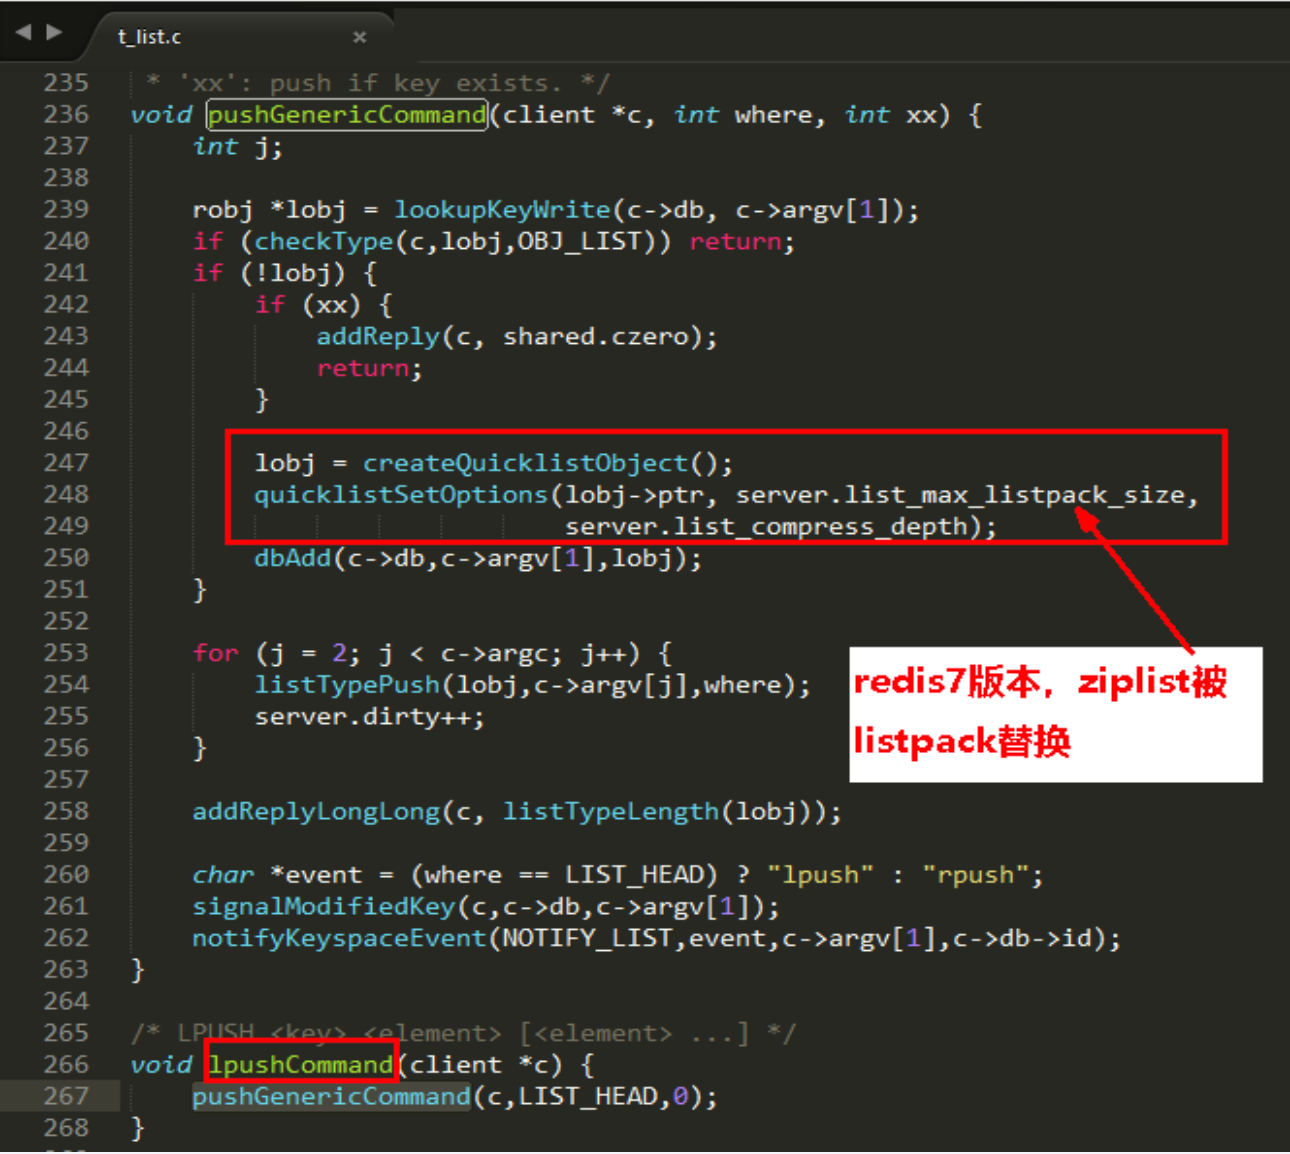 t_list.c
235 * 'xx': push if key exists. */
236 void pushGenericCommand(client *c, int where, int xx) {
237 int j;
238
239 robj *lobj = lookupKeyWrite(c->db, c->argv[1]);
240 if (checkType(c,lobj,OBJ_LIST)) return;
241 if (!lobj) {
242 if (xx) {
243 addReply(c, shared.czero);
244 return;
245 }
246
247 lobj = createQuicklistObject();
248 quicklistSetOptions(lobj->ptr, server.list_max_listpack_size,
249 server.list_compress_depth);
250 dbAdd(c->db,c->argv[1],lobj);
251 }
252
253 for (j = 2; j < c->argc; j++) {
254 listTypePush(lobj,c->argv[j],where);
255 server.dirty++;
256 }
257
redis7版本，ziplist被
listpack替换
258 addReplyLongLong(c, listTypeLength(lobj));
259
260 char *event = (where == LIST_HEAD) ? "lpush" : "rpush";
261 signalModifiedKey(c,c->db,c->argv[1]);
262 notifyKeyspaceEvent(NOTIFY_LIST,event,c->argv[1],c->db->id);
263 }
264
265 /* LPUSH <key> <element> [<element> ...] */
266 void lpushCommand(client *c) {
267 pushGenericCommand(c,LIST_HEAD,0);
268 }